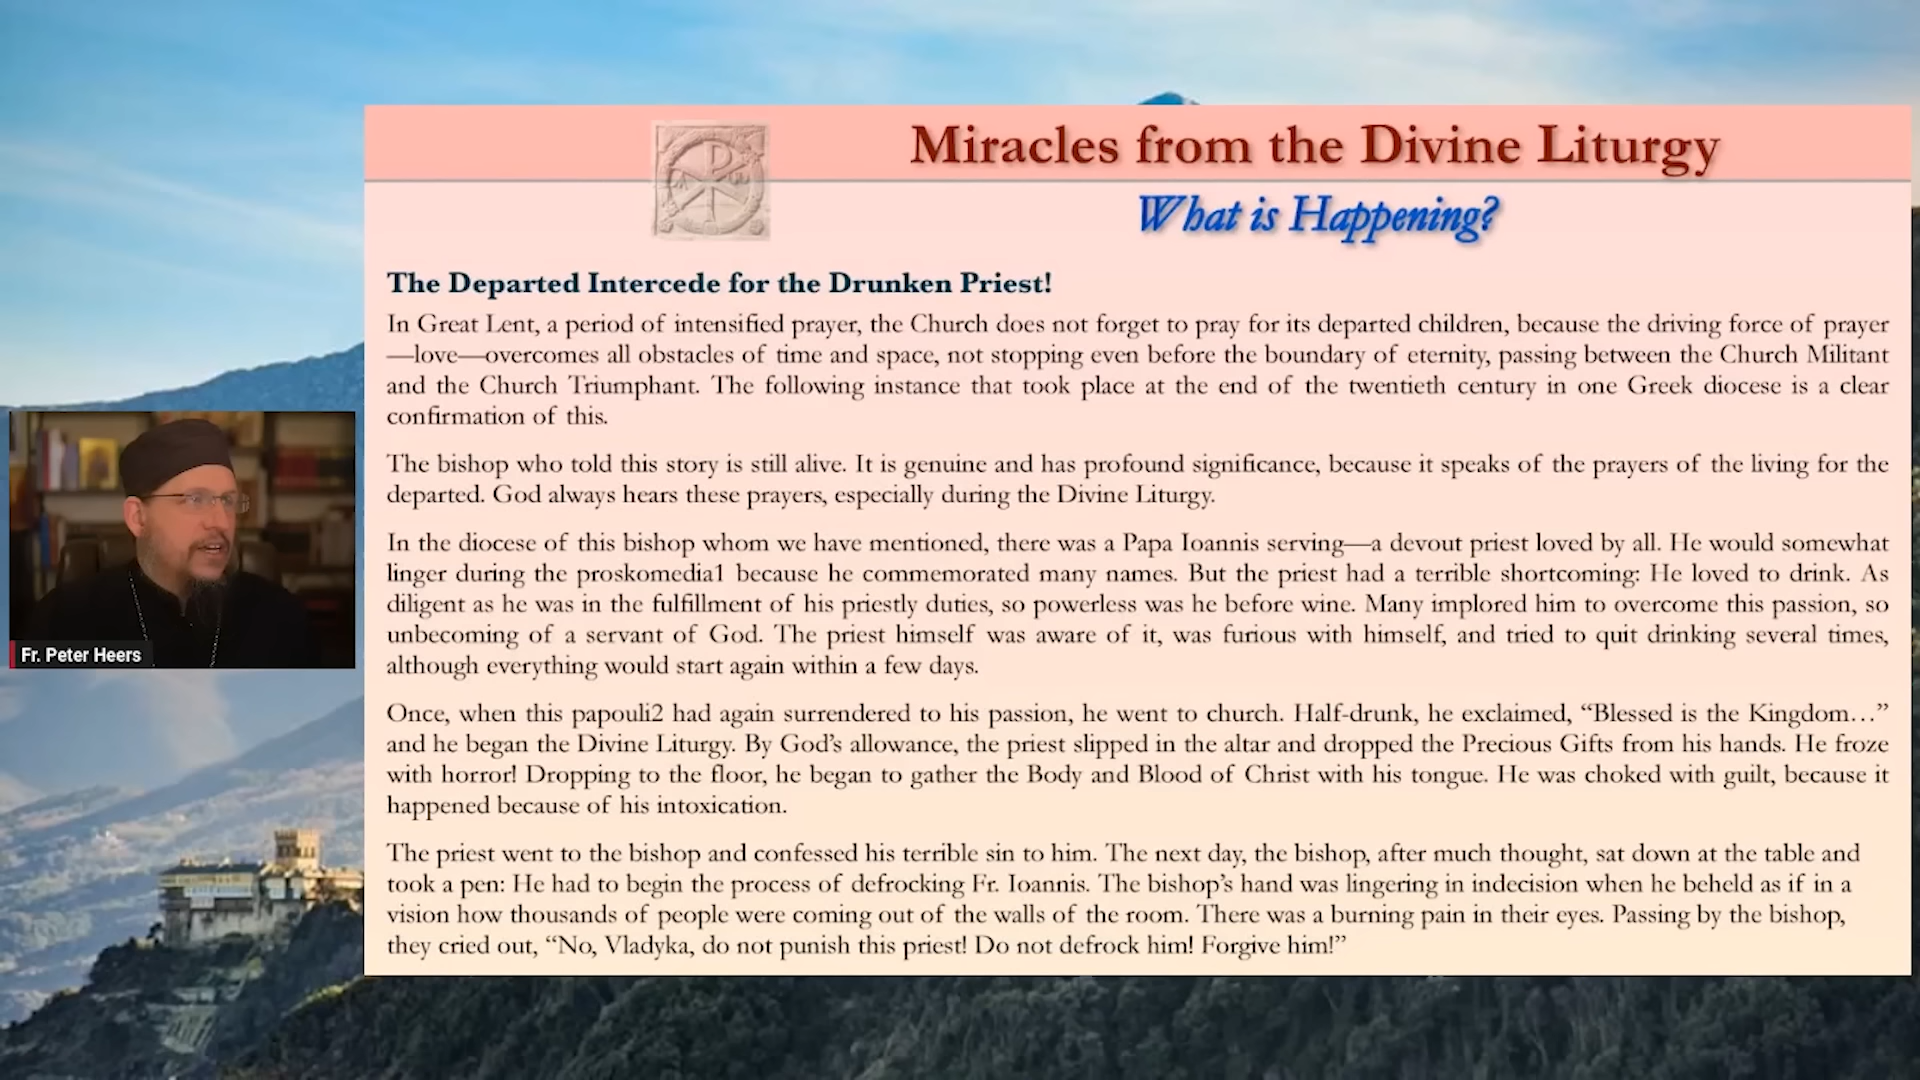 Miracles from the Divine Liturgy
What is Happening?
The Departed Intercede for the Drunken Priest!
In Great Lent, a period of intensified prayer, the Church does not forget to pray for its departed children, because the driving force of prayer
—love—overcomes all obstacles of time and space, not stopping even before the boundary of eternity, passing between the Church Militant
and the Church Triumphant. The following instance that took place at the end of the twentieth century in one Greek diocese is a clear
confirmation of this.
The bishop who told this story is still alive. It is genuine and has profound significance, because it speaks of the prayers of the living for the
departed. God always hears these prayers, especially during the Divine Liturgy.
In the diocese of this bishop whom we have mentioned, there was a Papa Ioannis serving—a devout priest loved by all. He would somewhat
linger during the proskomedia1 because he commemorated many names. But the priest had a terrible shortcoming: He loved to drink. As
diligent as he was in the fulfillment of his priestly duties, so powerless was he before wine. Many implored him to overcome this passion, so
unbecoming of a servant of God. The priest himself was aware of it, was furious with himself, and tried to quit drinking several times,
although everything would start again within a few days.
Once, when this papouli2 had again surrendered to his passion, he went to church. Half-drunk, he exclaimed, “Blessed is the Kingdom…”
and he began the Divine Liturgy. By God’s allowance, the priest slipped in the altar and dropped the Precious Gifts from his hands. He froze
with horror! Dropping to the floor, he began to gather the Body and Blood of Christ with his tongue. He was choked with guilt, because it
happened because of his intoxication.
The priest went to the bishop and confessed his terrible sin to him. The next day, the bishop, after much thought, sat down at the table and
took a pen: He had to begin the process of defrocking Fr. Ioannis. The bishop’s hand was lingering in indecision when he beheld as if in a
vision how thousands of people were coming out of the walls of the room. There was a burning pain in their eyes. Passing by the bishop,
they cried out, “No, Vladyka, do not punish this priest! Do not defrock him! Forgive him!”
Fr. Peter Heers